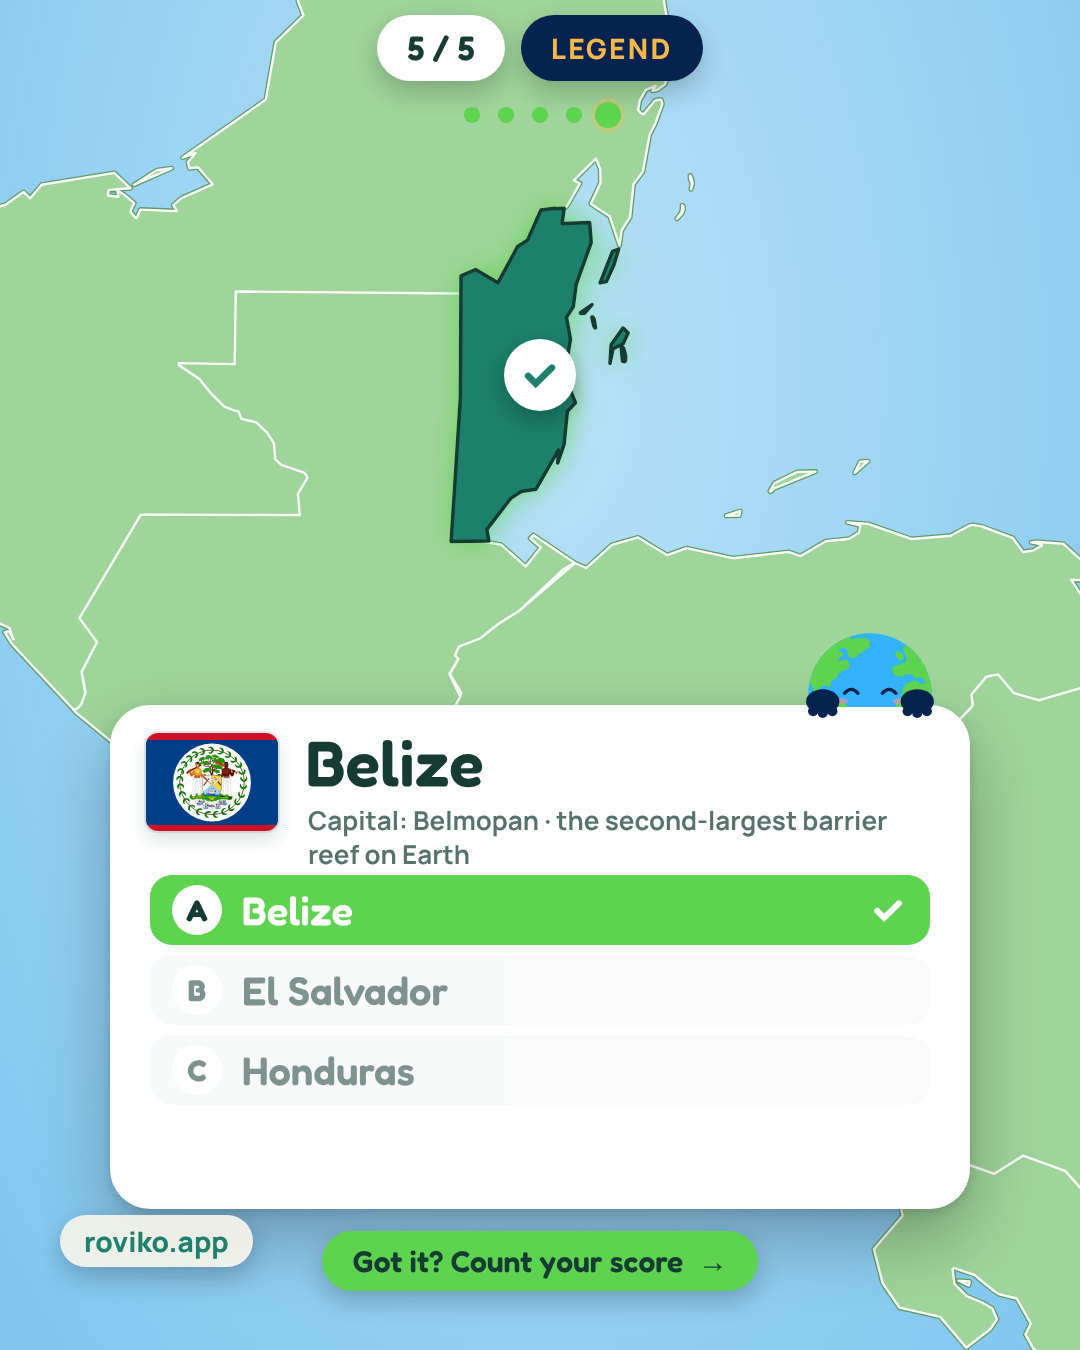 5 / 5
LEGEND
Belize
Capital: Belmopan · the second-largest barrier
reef on Earth
A Belize
B El Salvador
C Honduras
roviko.app
Got it? Count your score →